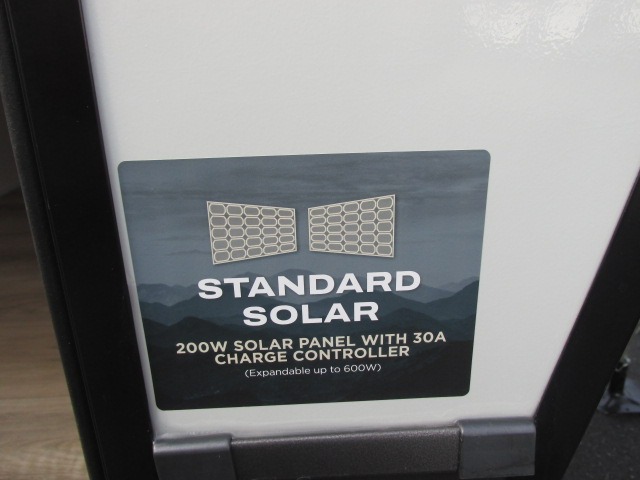 STANDARD
SOLAR
200W SOLAR PANEL WITH 30A
CHARGE CONTROLLER
(Expandable up to 600W)